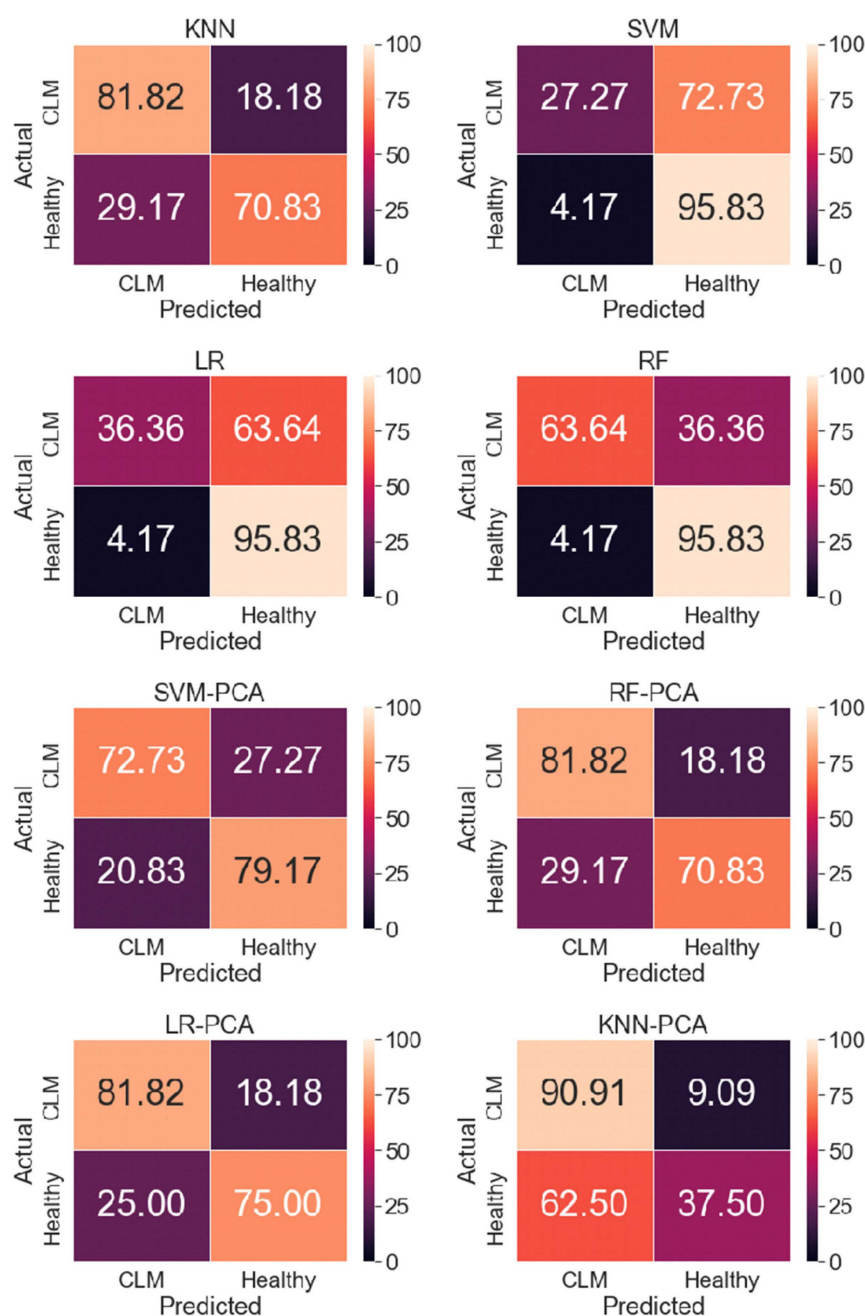 KNN
Actual
CLM
Healthy
81.82 18.18
29.17 70.83
CLM Healthy
Predicted
100
75
50
25
0
SVM
Actual
CLM
Healthy
27.27 72.73
4.17 95.83
CLM Healthy
Predicted
100
75
50
25
0
LR
Actual
CLM
Healthy
36.36 63.64
4.17 95.83
CLM Healthy
Predicted
100
75
50
25
0
RF
Actual
CLM
Healthy
63.64 36.36
4.17 95.83
CLM Healthy
Predicted
100
75
50
25
0
SVM-PCA
Actual
CLM
Healthy
72.73 27.27
20.83 79.17
CLM Healthy
Predicted
100
75
50
25
0
RF-PCA
Actual
CLM
Healthy
81.82 18.18
29.17 70.83
CLM Healthy
Predicted
100
75
50
25
0
LR-PCA
Actual
CLM
Healthy
81.82 18.18
25.00 75.00
CLM Healthy
Predicted
100
75
50
25
0
KNN-PCA
Actual
CLM
Healthy
90.91 9.09
62.50 37.50
CLM Healthy
Predicted
100
75
50
25
0